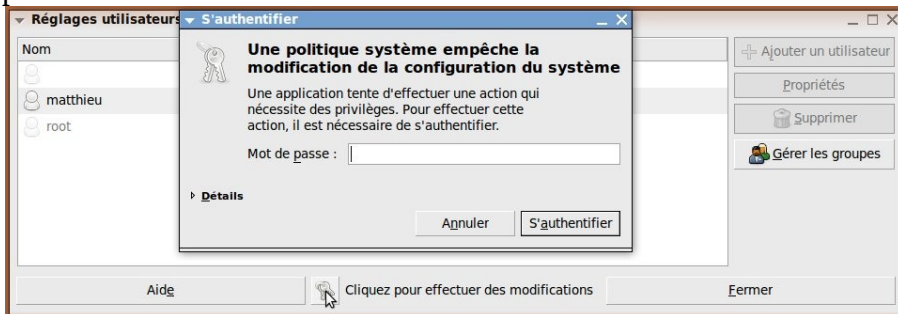 Réglages utilisateurs
S'authentifier
Nom
matthieu
root
Une politique système empêche la
modification de la configuration du système
Une application tente d'effectuer une action qui
nécessite des privilèges. Pour effectuer cette
action, il est nécessaire de s'authentifier.
Mot de passe :
Détails
Annuler
S'authentifier
Ajouter un utilisateur
Propriétés
Supprimer
Gérer les groupes
Aide
Cliquez pour effectuer des modifications
Fermer